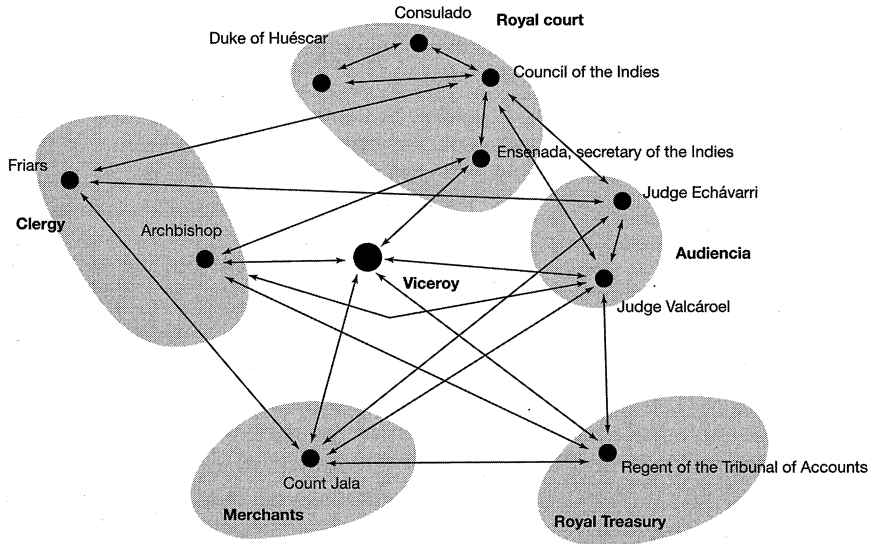 Consulado
Royal court
Duke of Huéscar
Council of the Indies
Friars
Ensenada, secretary of the Indies
Judge Echávarri
Clergy
Archbishop
Audiencia
Viceroy
Judge Valcároel
Count Jala
Regent of the Tribunal of Accounts
Merchants
Royal Treasury